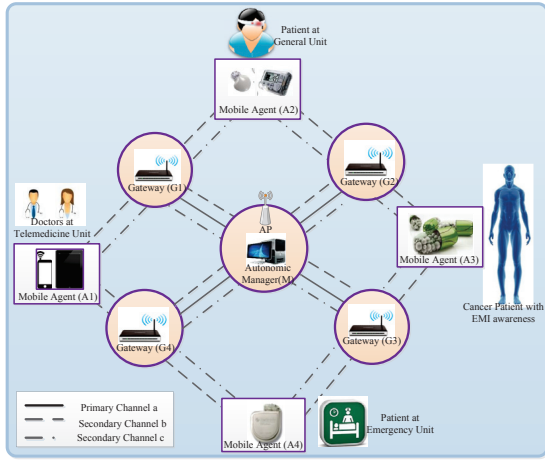 Patient at
General Unit
Mobile Agent (A2)
Gateway (G1)
Gateway (G2)
Doctors at
Telemedicine Unit
AP
Autonomic
Manager(M)
Mobile Agent (A1)
Mobile Agent (A3)
Cancer Patient with
EMI awareness
Gateway (G4)
Gateway (G3)
Primary Channel a
Secondary Channel b
Secondary Channel c
Mobile Agent (A4)
Patient at
Emergency Unit